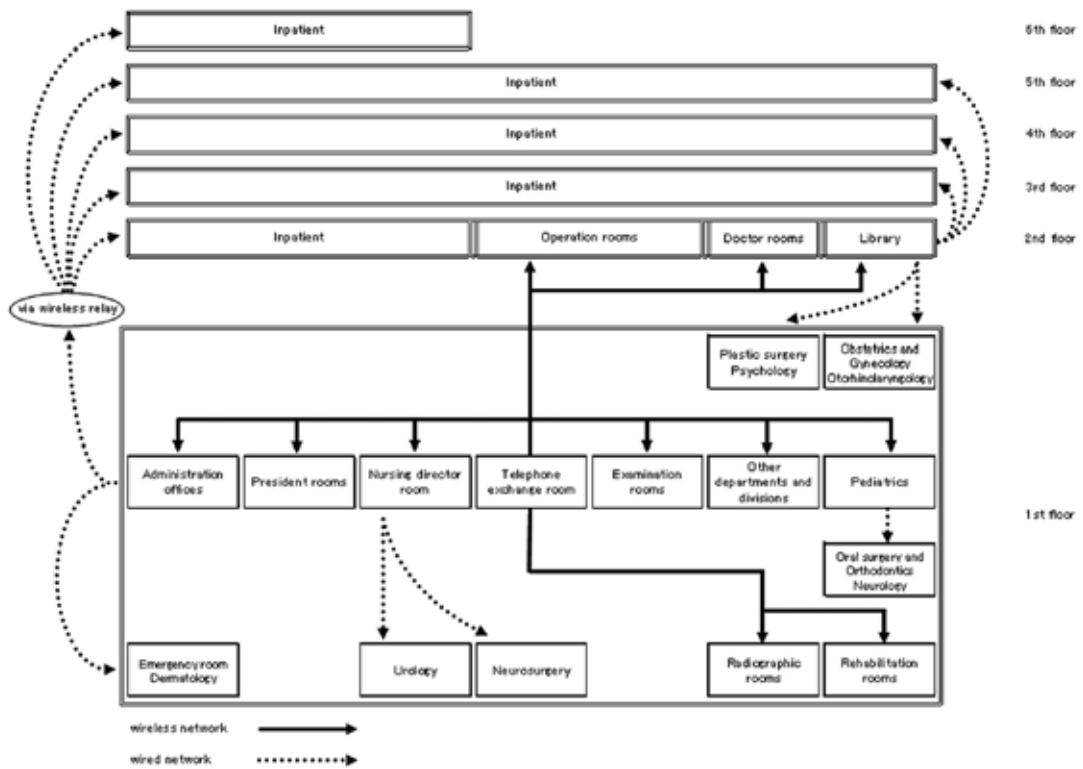 Inpatient
6th floor
Inpatient
5th floor
Inpatient
4th floor
Inpatient
3rd floor
Inpatient
Operation rooms
Doctor rooms
Library
2nd floor
via wireless relay
Plastic surgery
Psychology
Obstetrics and
Gynecology
Otorhinolaryngology
Administration
offices
President rooms
Nursing director
room
Telephone
exchange room
Examination
rooms
Other
departments and
divisions
Pediatrics
1st floor
Oral surgery and
Orthodontics
Neurology
Emergency room
Dermatology
Urology
Neurosurgery
Radiographic
rooms
Rehabilitation
rooms
wireless network
wired network